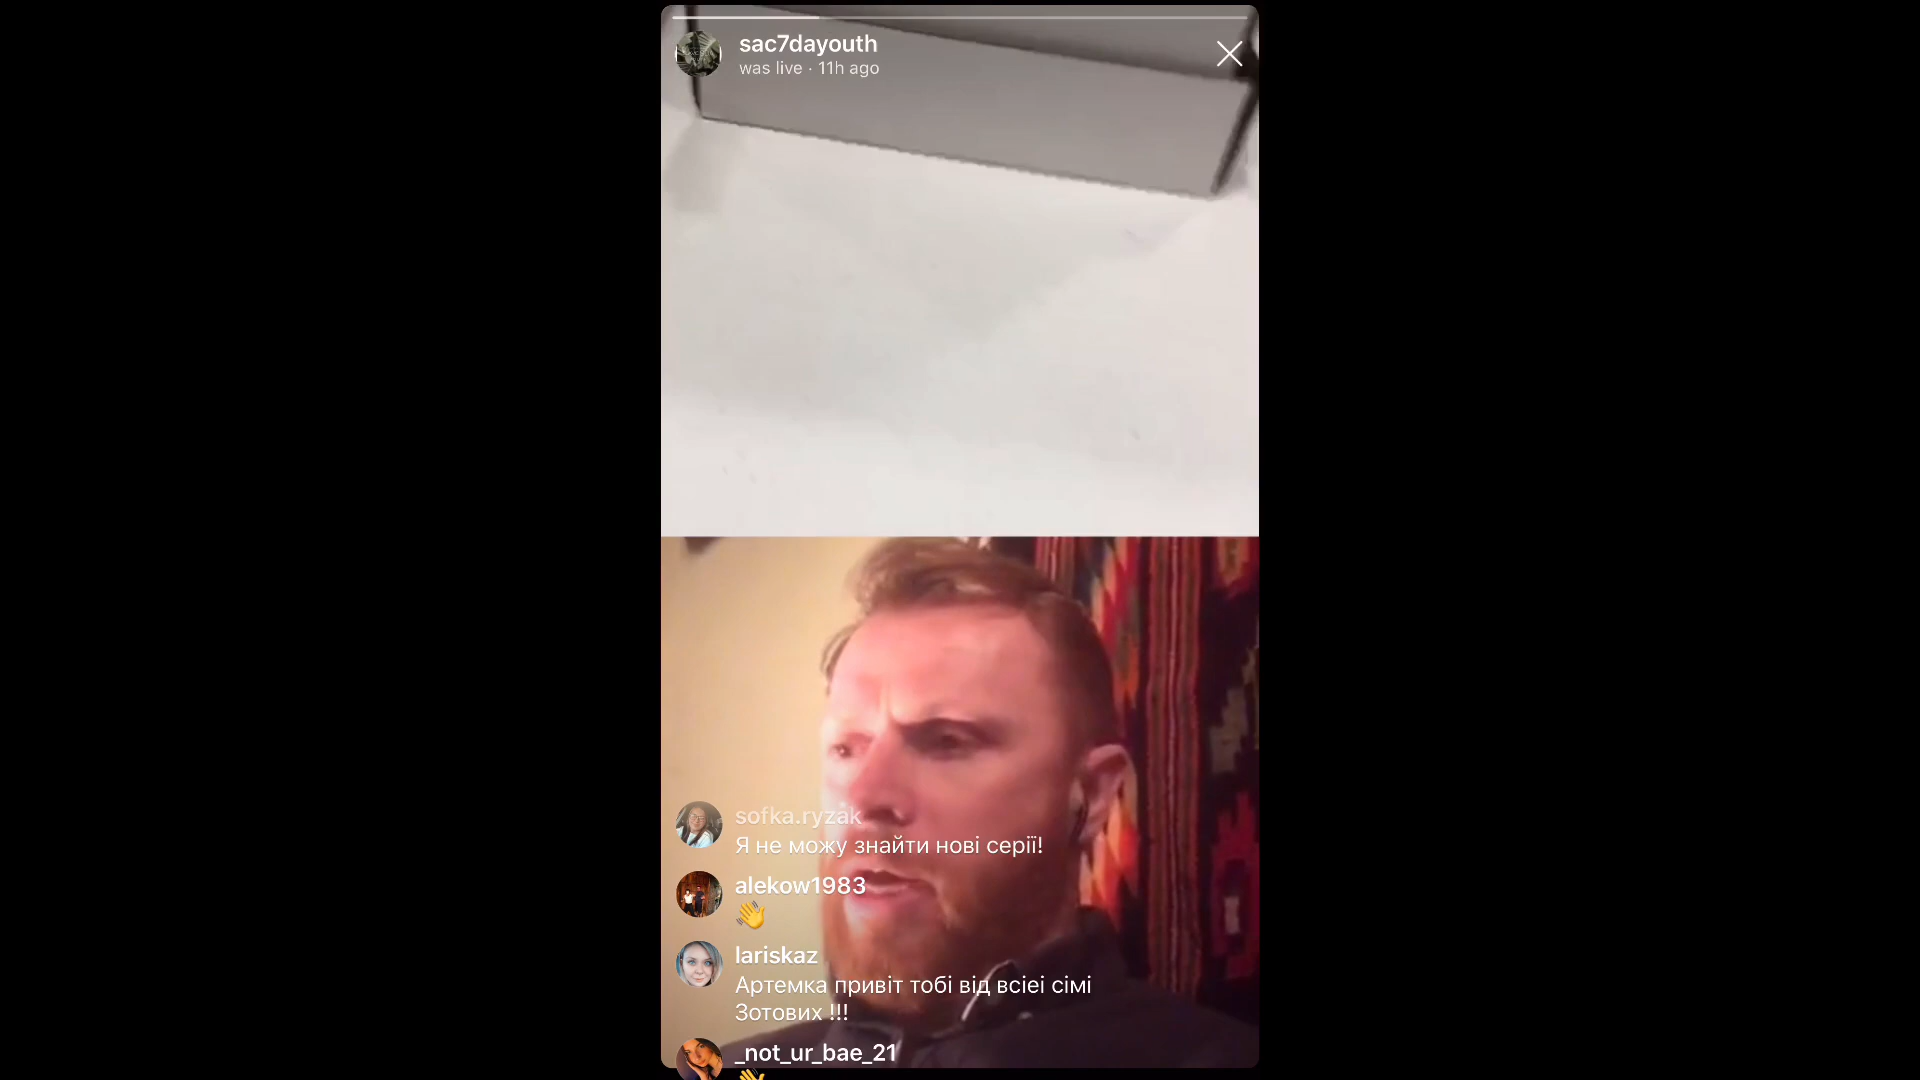 sac7dayouth
was live · 11h ago
sofka.ryzak
Я не можу знайти нові серії!
alekow1983
👋
lariskaz
Артемка привіт тобі від всіеі сімі
Зотових !!!
_not_ur_bae_21
👋